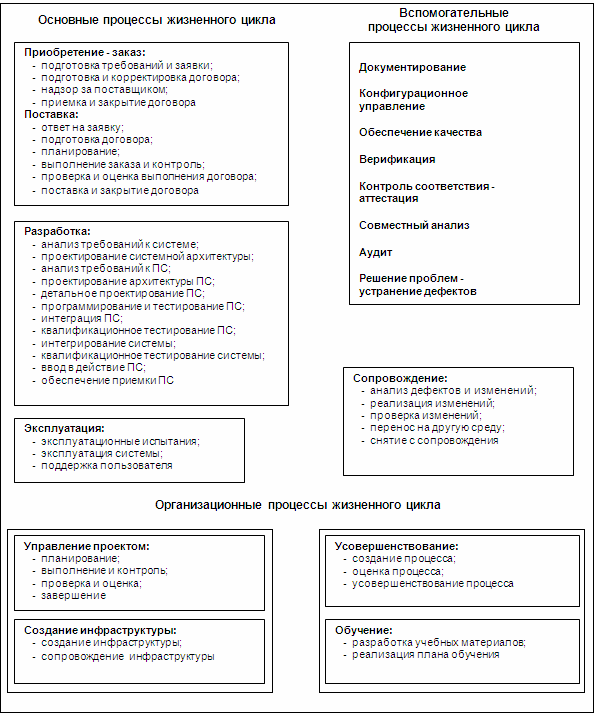 Основные процессы жизненного цикла
Вспомогательные
процессы жизненного цикла
Приобретение - заказ:
- подготовка требований и заявки;
- подготовка и корректировка договора;
- надзор за поставщиком;
- приемка и закрытие договора
Поставка:
- ответ на заявку;
- подготовка договора;
- планирование;
- выполнение заказа и контроль;
- проверка и оценка выполнения договора;
- поставка и закрытие договора
Документирование
Конфигурационное
управление
Обеспечение качества
Верификация
Контроль соответствия -
аттестация
Совместный анализ
Аудит
Решение проблем -
устранение дефектов
Разработка:
- анализ требований к системе;
- проектирование системной архитектуры;
- анализ требований к ПС;
- проектирование архитектуры ПС;
- детальное проектирование ПС;
- программирование и тестирование ПС;
- интеграция ПС;
- квалификационное тестирование ПС;
- интегрирование системы;
- квалификационное тестирование системы;
- ввод в действие ПС;
- обеспечение приемки ПС
Сопровождение:
- анализ дефектов и изменений;
- реализация изменений;
- проверка изменений;
- перенос на другую среду;
- снятие с сопровождения
Эксплуатация:
- эксплуатационные испытания;
- эксплуатация системы;
- поддержка пользователя
Организационные процессы жизненного цикла
Управление проектом:
- планирование;
- выполнение и контроль;
- проверка и оценка;
- завершение
Усовершенствование:
- создание процесса;
- оценка процесса;
- усовершенствование процесса
Создание инфраструктуры:
- создание инфраструктуры;
- сопровождение инфраструктуры
Обучение:
- разработка учебных материалов;
- реализация плана обучения